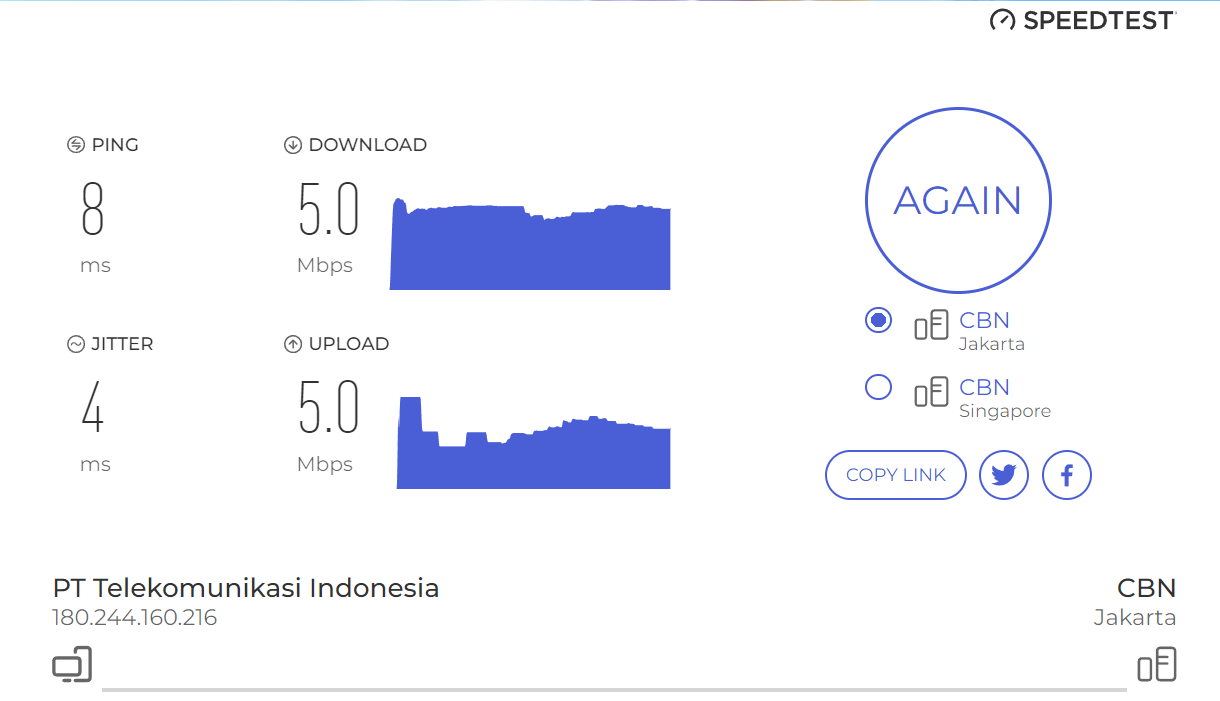 SPEEDTEST
PING
8
ms
DOWNLOAD
5.0
Mbps
JITTER
4
ms
UPLOAD
5.0
Mbps
AGAIN
CBN
Jakarta
CBN
Singapore
COPY LINK
PT Telekomunikasi Indonesia
180.244.160.216
CBN
Jakarta